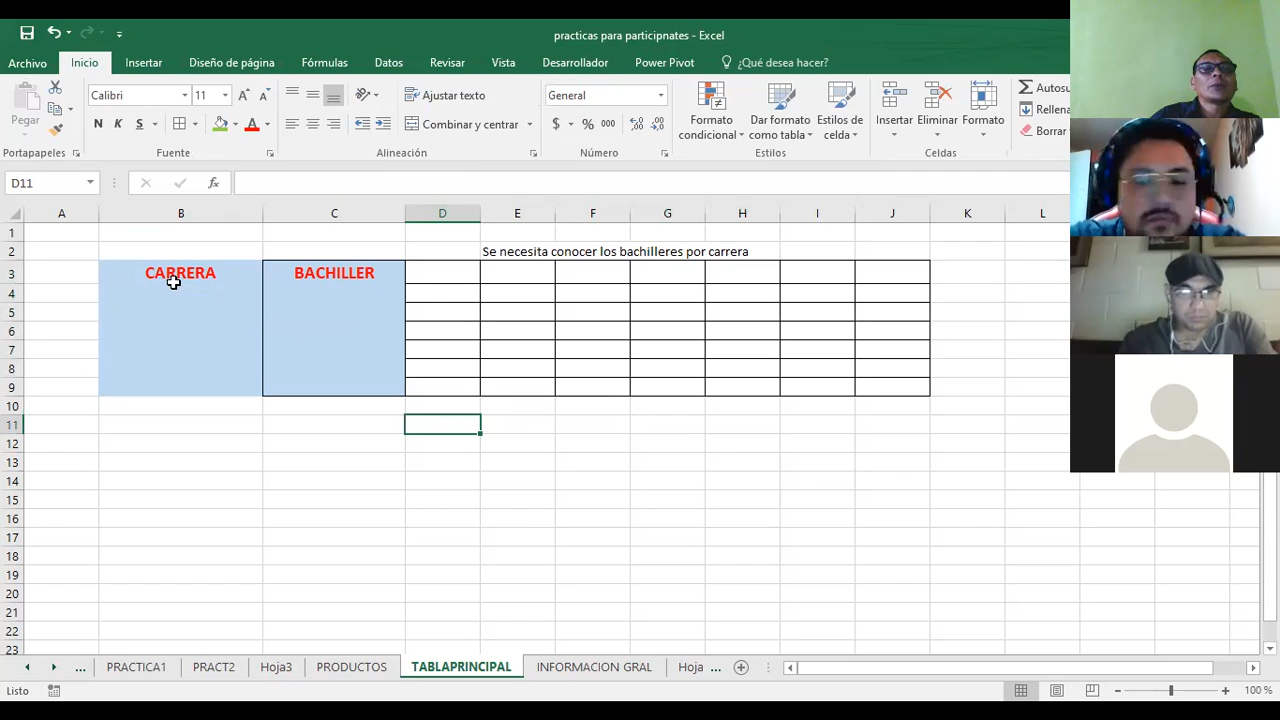 practicas para participnates - Excel
Archivo Inicio Insertar Diseño de página Fórmulas Datos Revisar Vista Desarrollador Power Pivot ¿Qué desea hacer?
Pegar
Calibri 11
N K S
Ajustar texto
Combinar y centrar
General
$ % 000
Formato condicional
Dar formato como tabla
Estilos de celda
Insertar
Eliminar
Formato
Autosu
Rellena
Borrar
Portapapeles Fuente Alineación Número Estilos Celdas
D11 fx
A B C D E F G H I J K L
1
2 Se necesita conocer los bachilleres por carrera
3 CARRERA BACHILLER
4
5
6
7
8
9
10
11
12
13
14
15
16
17
18
19
20
21
22
23
... PRACTICA1 PRACT2 Hoja3 PRODUCTOS TABLAPRINCIPAL INFORMACION GRAL Hoja ...
Listo 100 %